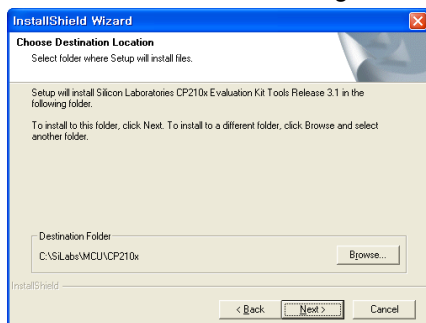 InstallShield Wizard
Choose Destination Location
Select folder where Setup will install files.
Setup will install Silicon Laboratories CP210x Evaluation Kit Tools Release 3.1 in the
following folder.
To install to this folder, click Next. To install to a different folder, click Browse and select
another folder.
Destination Folder
C:\SiLabs\MCU\CP210x
Browse...
InstallShield
< Back
Next >
Cancel